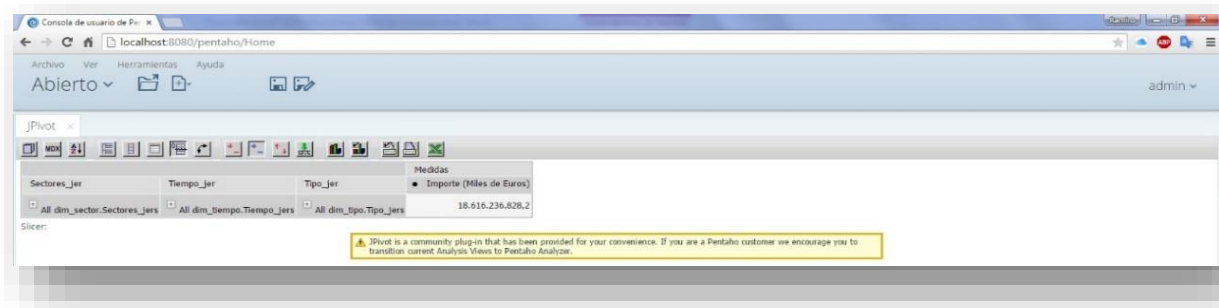 Consola de usuario de Per
localhost:8080/pentaho/Home
Archivo Ver Herramientas Ayuda
Abierto
admin
JPivot
MDX
Medidas
Sectores_jer Tiempo_jer Tipo_jer Importe (Miles de Euros)
All dim_sector.Sectores_jers All dim_tiempo.Tiempo_jers All dim_tipo.Tipo_jers 18.616.236.828,2
Slicer:
JPivot is a community plug-in that has been provided for your convenience. If you are a Pentaho customer we encourage you to
transition current Analysis Views to Pentaho Analyzer.